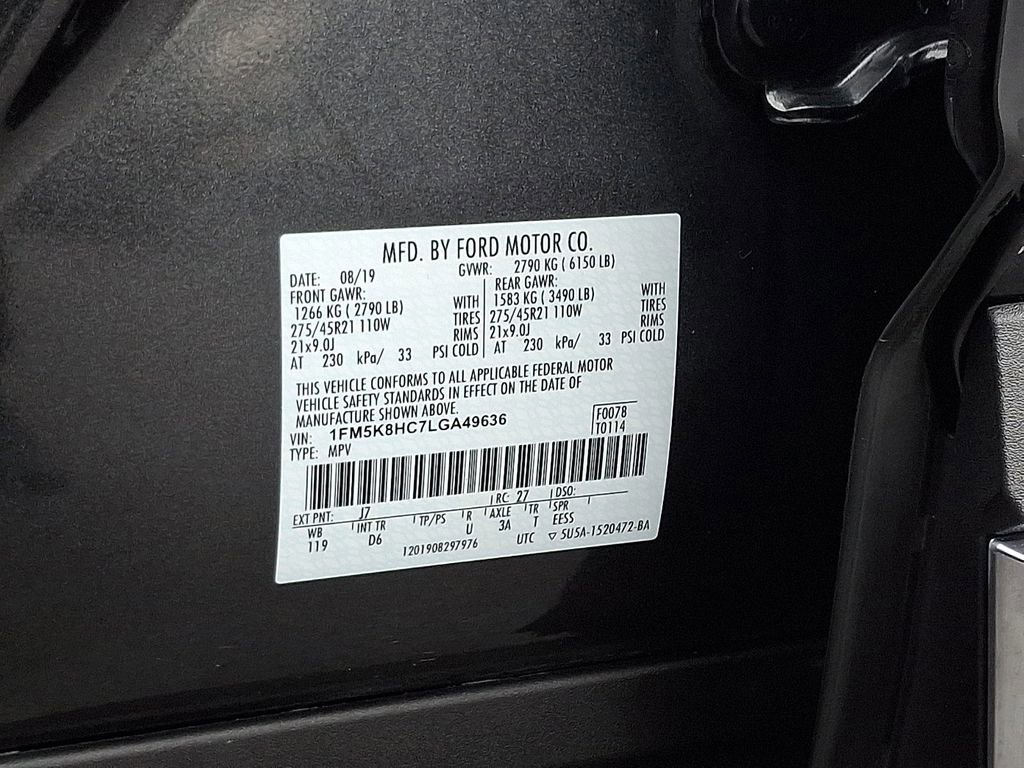 MFD. BY FORD MOTOR CO.
DATE: 08/19 GVWR: 2790 KG ( 6150 LB)
FRONT GAWR: REAR GAWR:
1266 KG ( 2790 LB) WITH 1583 KG ( 3490 LB) WITH
275/45R21 110W TIRES 275/45R21 110W TIRES
21x9.0J RIMS 21x9.0J RIMS
AT 230 kPa/ 33 PSI COLD AT 230 kPa/ 33 PSI COLD
THIS VEHICLE CONFORMS TO ALL APPLICABLE FEDERAL MOTOR
VEHICLE SAFETY STANDARDS IN EFFECT ON THE DATE OF
MANUFACTURE SHOWN ABOVE.
VIN: 1FM5K8HC7LGA49636 F0078
TYPE: MPV T0114
EXT PNT: J7 RC: 27 DSO:
WB INT TR TP/PS R AXLE TR SPR
119 D6 U 3A T EESS
1201908297976 UTC ▽ 5U5A-1520472-BA